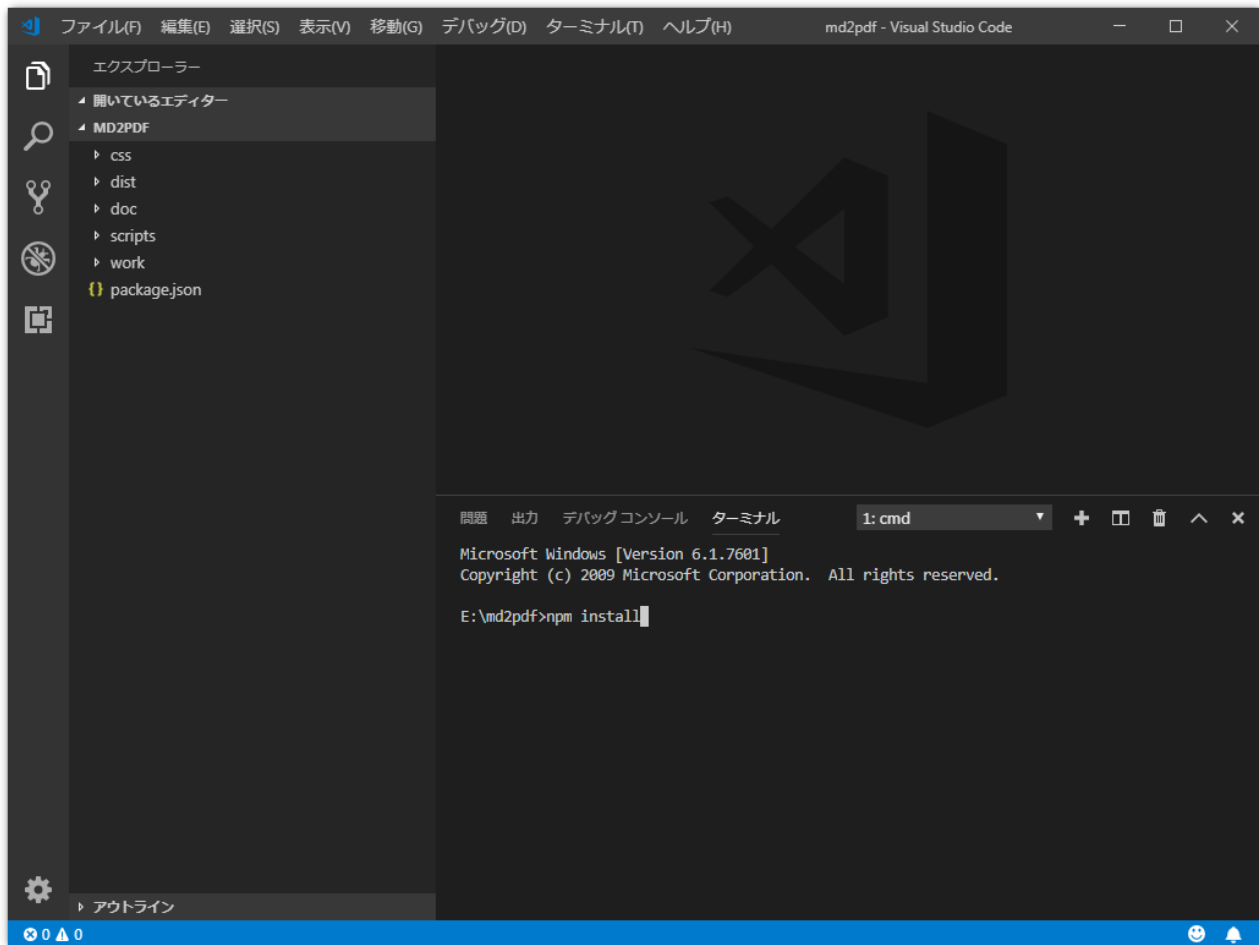 ファイル(F) 編集(E) 選択(S) 表示(V) 移動(G) デバッグ(D) ターミナル(T) ヘルプ(H) md2pdf - Visual Studio Code
エクスプローラー
開いているエディター
MD2PDF
css
dist
doc
scripts
work
{} package.json
問題 出力 デバッグ コンソール ターミナル 1: cmd
Microsoft Windows [Version 6.1.7601]
Copyright (c) 2009 Microsoft Corporation.  All rights reserved.
E:\md2pdf>npm install
アウトライン
0 0